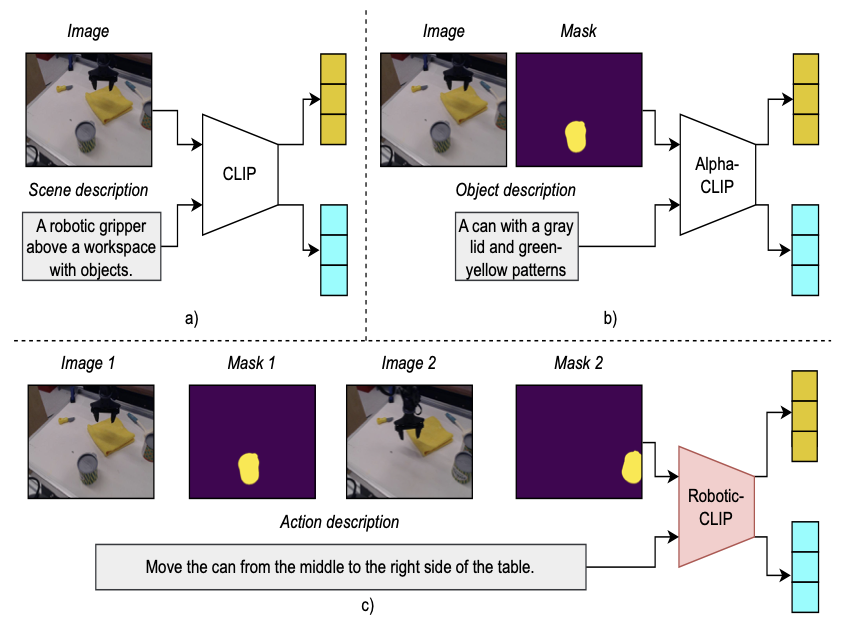 Image
Scene description
A robotic gripper
above a workspace
with objects.
CLIP
a)
Image
Mask
Object description
A can with a gray
lid and green-
yellow patterns
Alpha-
CLIP
b)
Image 1
Mask 1
Image 2
Mask 2
Action description
Move the can from the middle to the right side of the table.
Robotic-
CLIP
c)